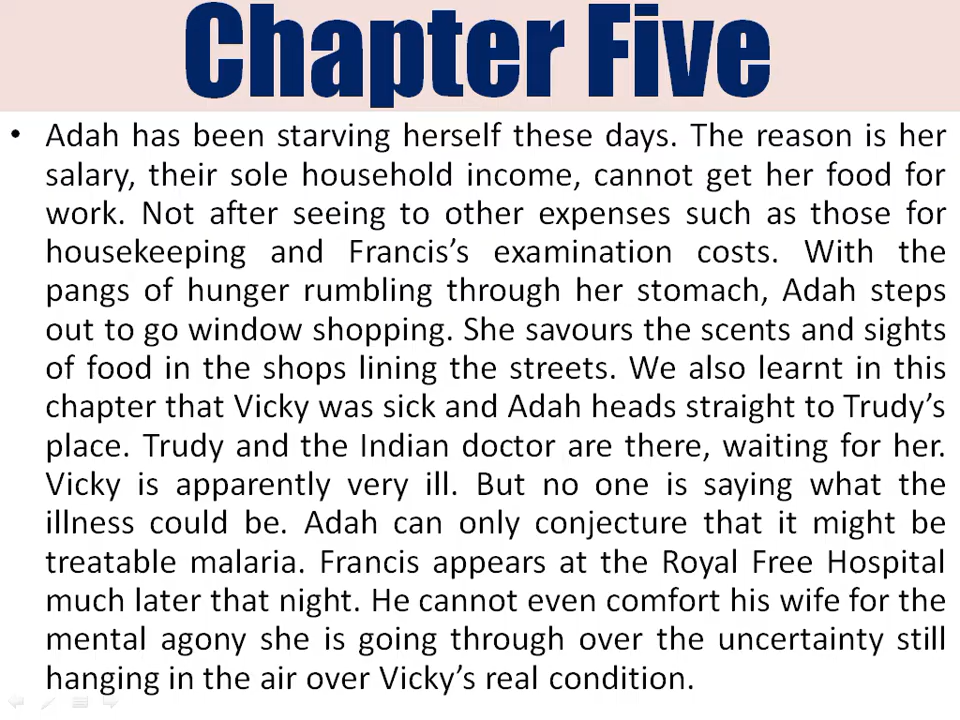 Chapter Five
• Adah has been starving herself these days. The reason is her
salary, their sole household income, cannot get her food for
work. Not after seeing to other expenses such as those for
housekeeping and Francis’s examination costs. With the
pangs of hunger rumbling through her stomach, Adah steps
out to go window shopping. She savours the scents and sights
of food in the shops lining the streets. We also learnt in this
chapter that Vicky was sick and Adah heads straight to Trudy’s
place. Trudy and the Indian doctor are there, waiting for her.
Vicky is apparently very ill. But no one is saying what the
illness could be. Adah can only conjecture that it might be
treatable malaria. Francis appears at the Royal Free Hospital
much later that night. He cannot even comfort his wife for the
mental agony she is going through over the uncertainty still
hanging in the air over Vicky’s real condition.